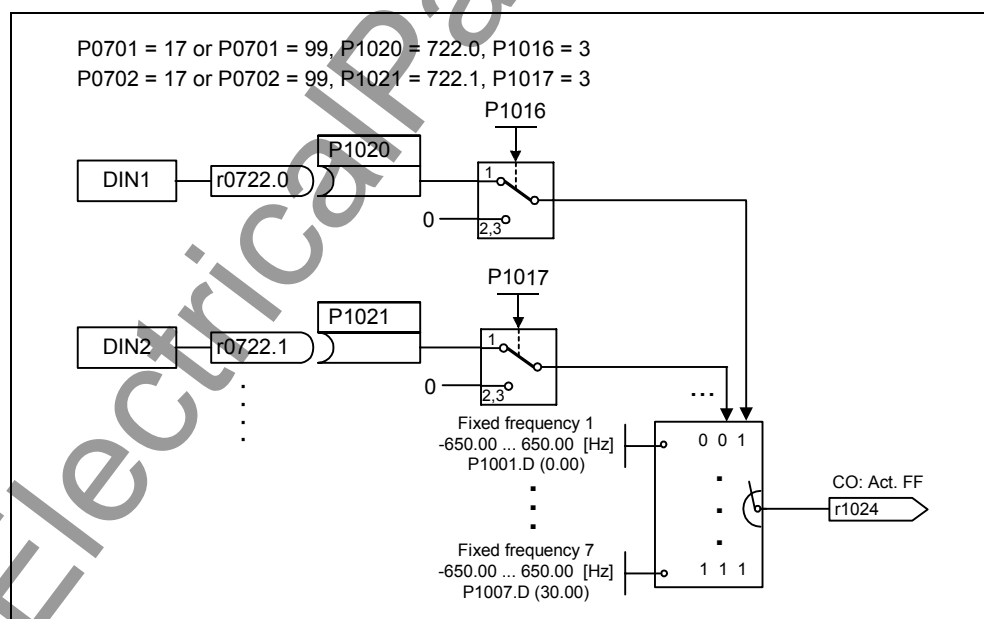 P0701 = 17 or P0701 = 99, P1020 = 722.0, P1016 = 3
P0702 = 17 or P0702 = 99, P1021 = 722.1, P1017 = 3
P1016
P1020
DIN1
r0722.0
1
0
2,3
P1017
P1021
DIN2
r0722.1
1
0
2,3
...
Fixed frequency 1
-650.00 ... 650.00 [Hz]
P1001.D (0.00)
0 0 1
CO: Act. FF
r1024
Fixed frequency 7
-650.00 ... 650.00 [Hz]
P1007.D (30.00)
1 1 1